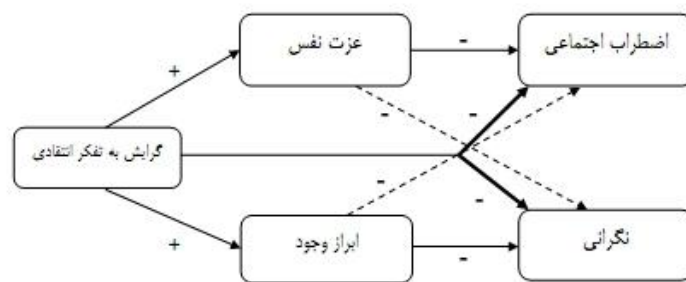 عزت نفس
-
اضطراب اجتماعی
+
-
-
گرایش به تفکر انتقادی
-
-
+
ابراز وجود
-
نگرانی